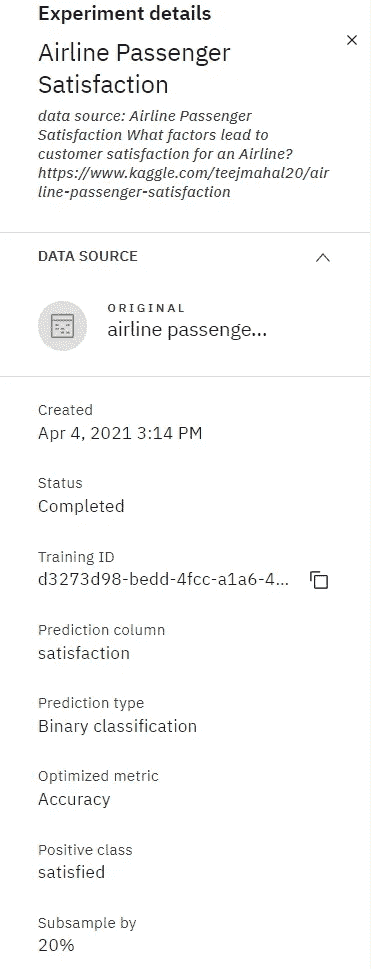 Experiment details
Airline Passenger
Satisfaction
data source: Airline Passenger
Satisfaction What factors lead to
customer satisfaction for an Airline?
https://www.kaggle.com/teejmahal20/air
line-passenger-satisfaction
DATA SOURCE
ORIGINAL
airline passenge...
Created
Apr 4, 2021 3:14 PM
Status
Completed
Training ID
d3273d98-bedd-4fcc-a1a6-4...
Prediction column
satisfaction
Prediction type
Binary classification
Optimized metric
Accuracy
Positive class
satisfied
Subsample by
20%